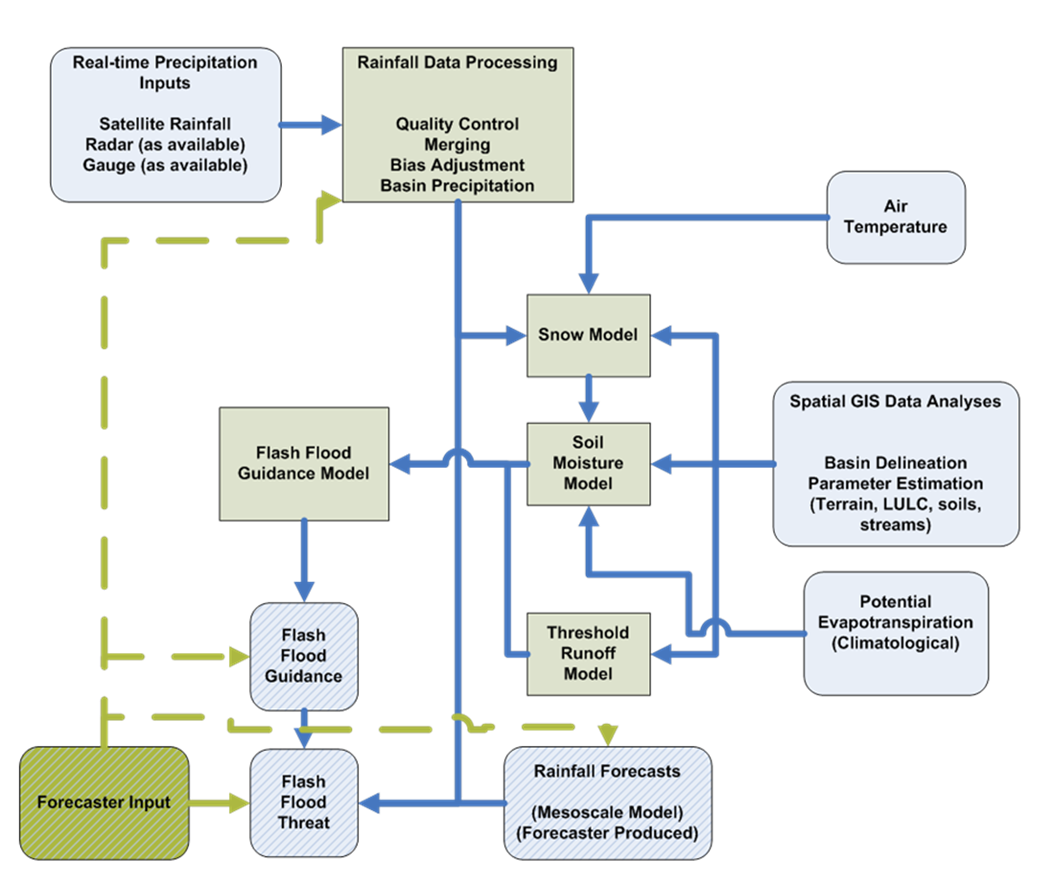 Real-time Precipitation
Inputs
Satellite Rainfall
Radar (as available)
Gauge (as available)
Rainfall Data Processing
Quality Control
Merging
Bias Adjustment
Basin Precipitation
Air
Temperature
Snow Model
Spatial GIS Data Analyses
Basin Delineation
Parameter Estimation
(Terrain, LULC, soils,
streams)
Flash Flood
Guidance Model
Soil
Moisture
Model
Potential
Evapotranspiration
(Climatological)
Threshold
Runoff
Model
Flash
Flood
Guidance
Forecaster Input
Flash
Flood
Threat
Rainfall Forecasts
(Mesoscale Model)
(Forecaster Produced)